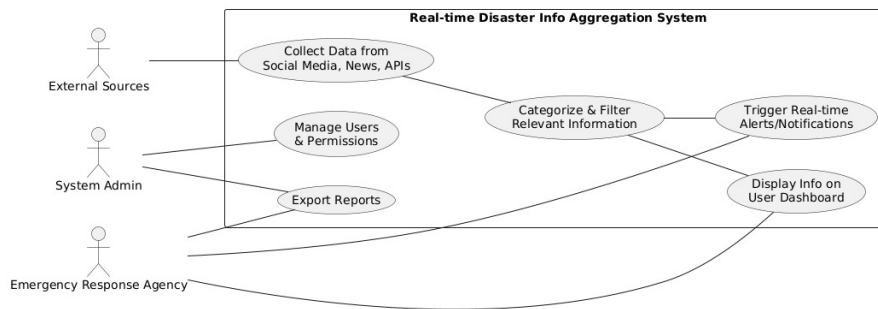 Real-time Disaster Info Aggregation System
Collect Data from
Social Media, News, APIs
External Sources
Categorize & Filter
Relevant Information
Trigger Real-time
Alerts/Notifications
Manage Users
& Permissions
System Admin
Display Info on
User Dashboard
Export Reports
Emergency Response Agency